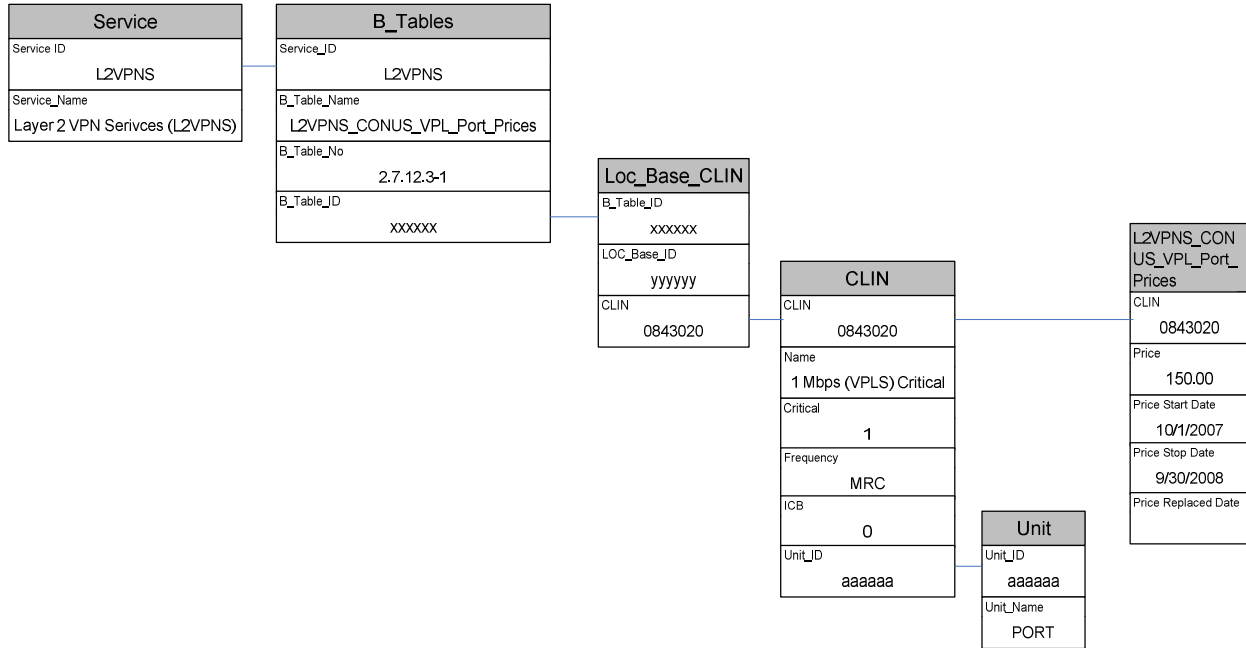 Service
Service ID
L2VPNS
Service_Name
Layer 2 VPN Serivces (L2VPNS)
B_Tables
Service_ID
L2VPNS
B_Table_Name
L2VPNS_CONUS_VPL_Port_Prices
B_Table_No
2.7.12.3-1
B_Table_ID
xxxxxx
Loc_Base_CLIN
B_Table_ID
xxxxxx
LOC_Base_ID
yyyyyy
CLIN
0843020
CLIN
CLIN
0843020
Name
1 Mbps (VPLS) Critical
Critical
1
Frequency
MRC
ICB
0
Unit_ID
aaaaaa
Unit
Unit_ID
aaaaaa
Unit_Name
PORT
L2VPNS_CON
US_VPL_Port_
Prices
CLIN
0843020
Price
150.00
Price Start Date
10/1/2007
Price Stop Date
9/30/2008
Price Replaced Date